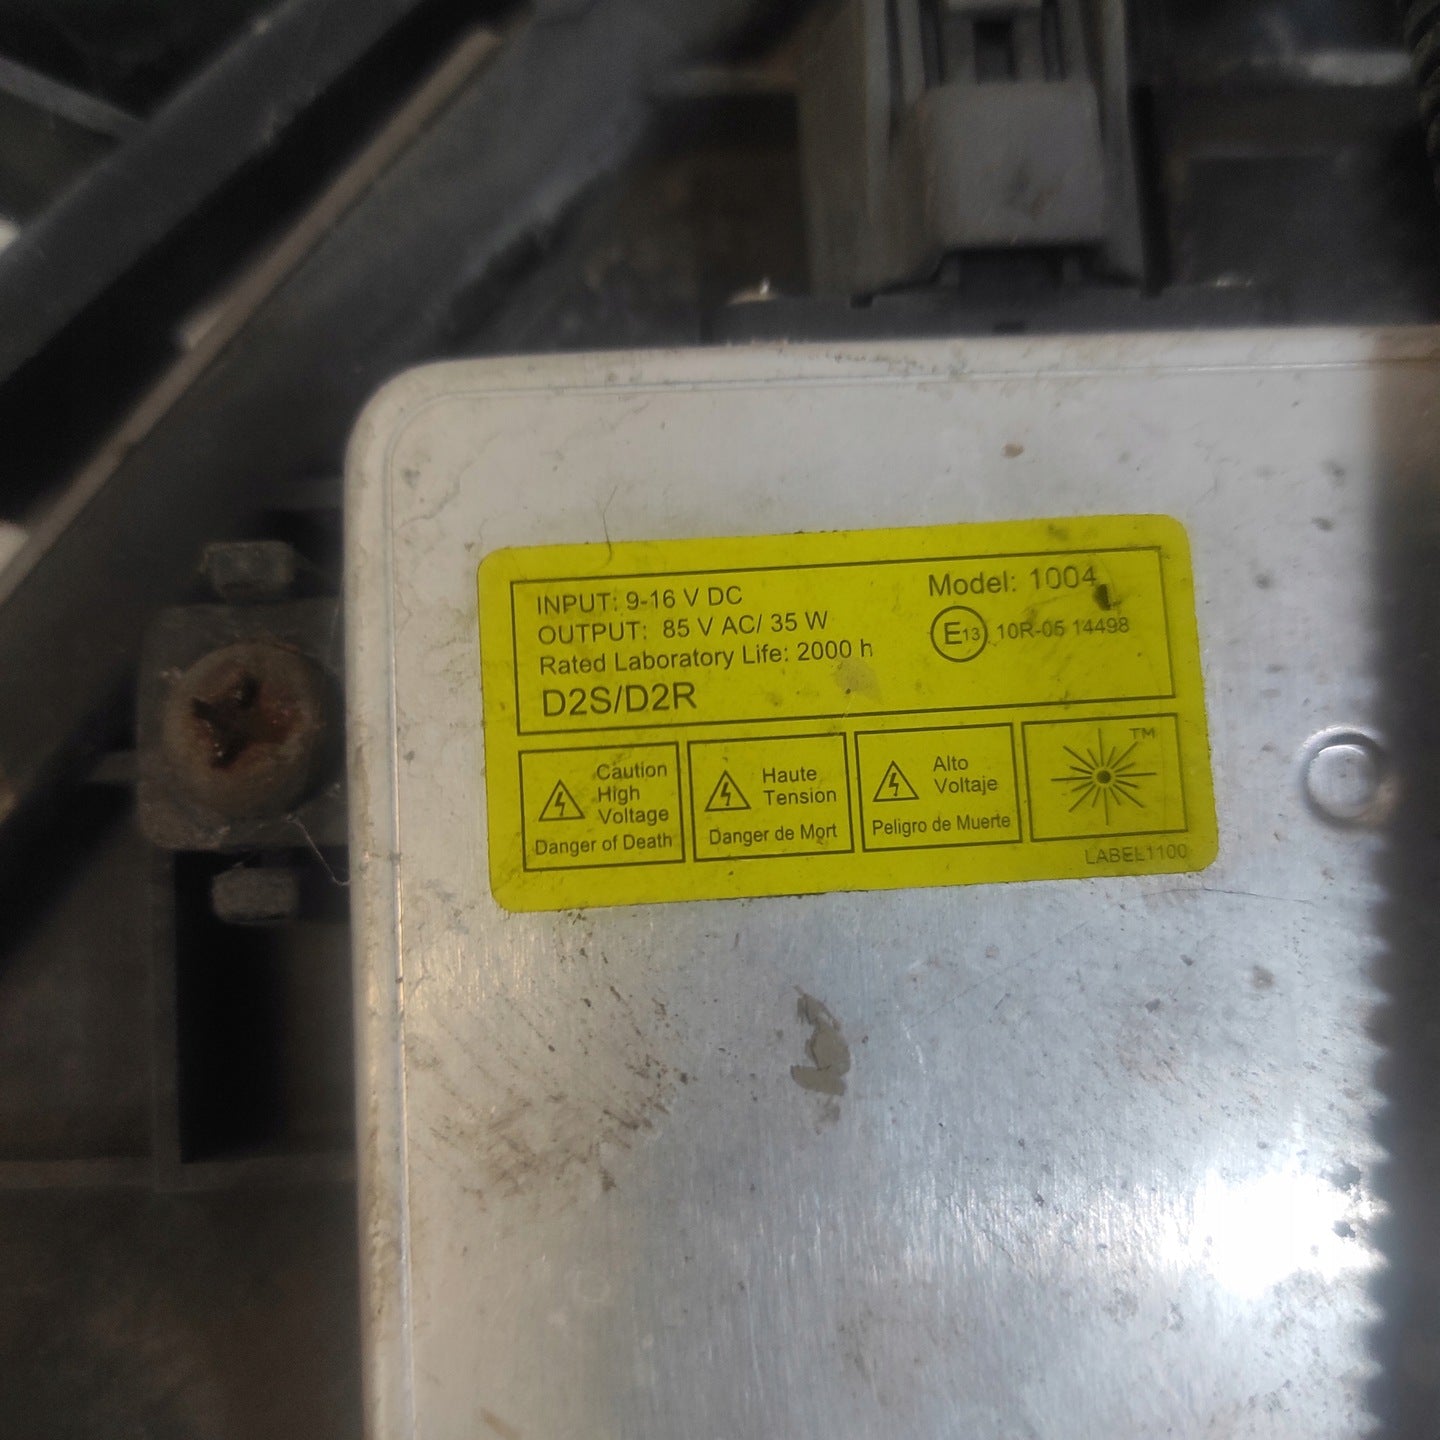 INPUT: 9-16 V DC
OUTPUT: 85 V AC/ 35 W
Rated Laboratory Life: 2000 h
D2S/D2R
Model: 1004
E13 10R-05 14498
Caution
High
Voltage
Danger of Death
Haute
Tension
Danger de Mort
Alto
Voltaje
Peligro de Muerte
TM
LABEL1100